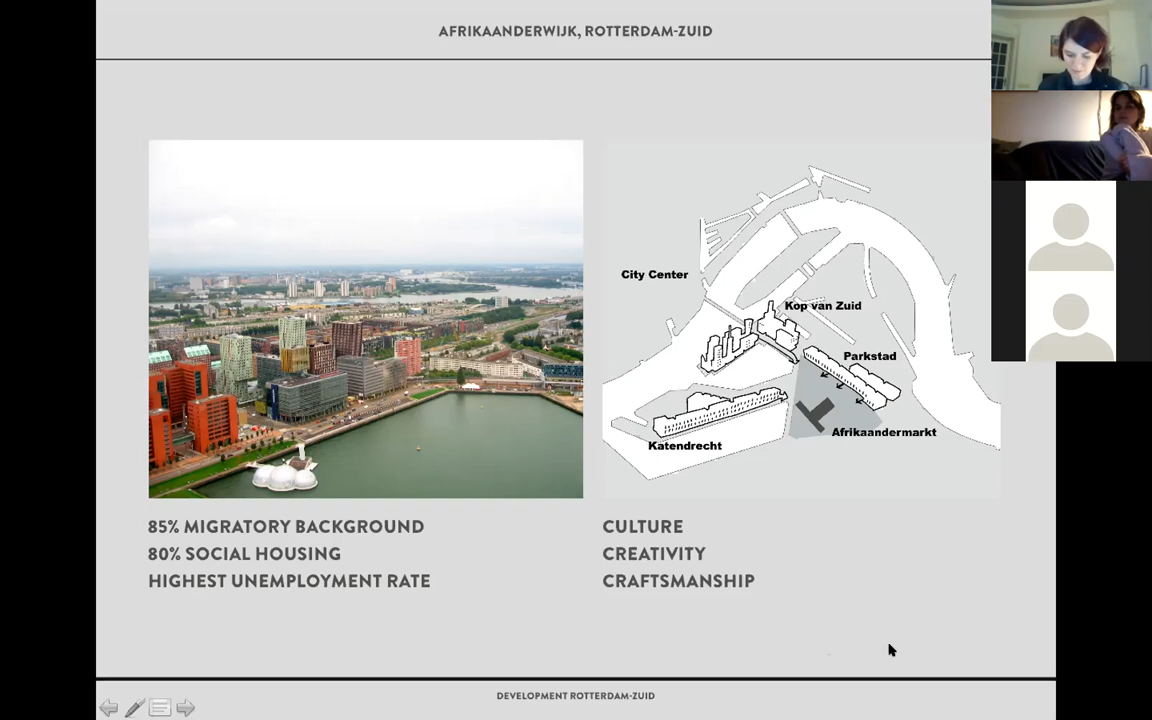 AFRIKAANDERWIJK, ROTTERDAM-ZUID
City Center
Kop van Zuid
Parkstad
Afrikaandermarkt
Katendrecht
85% MIGRATORY BACKGROUND
80% SOCIAL HOUSING
HIGHEST UNEMPLOYMENT RATE
CULTURE
CREATIVITY
CRAFTSMANSHIP
DEVELOPMENT ROTTERDAM-ZUID